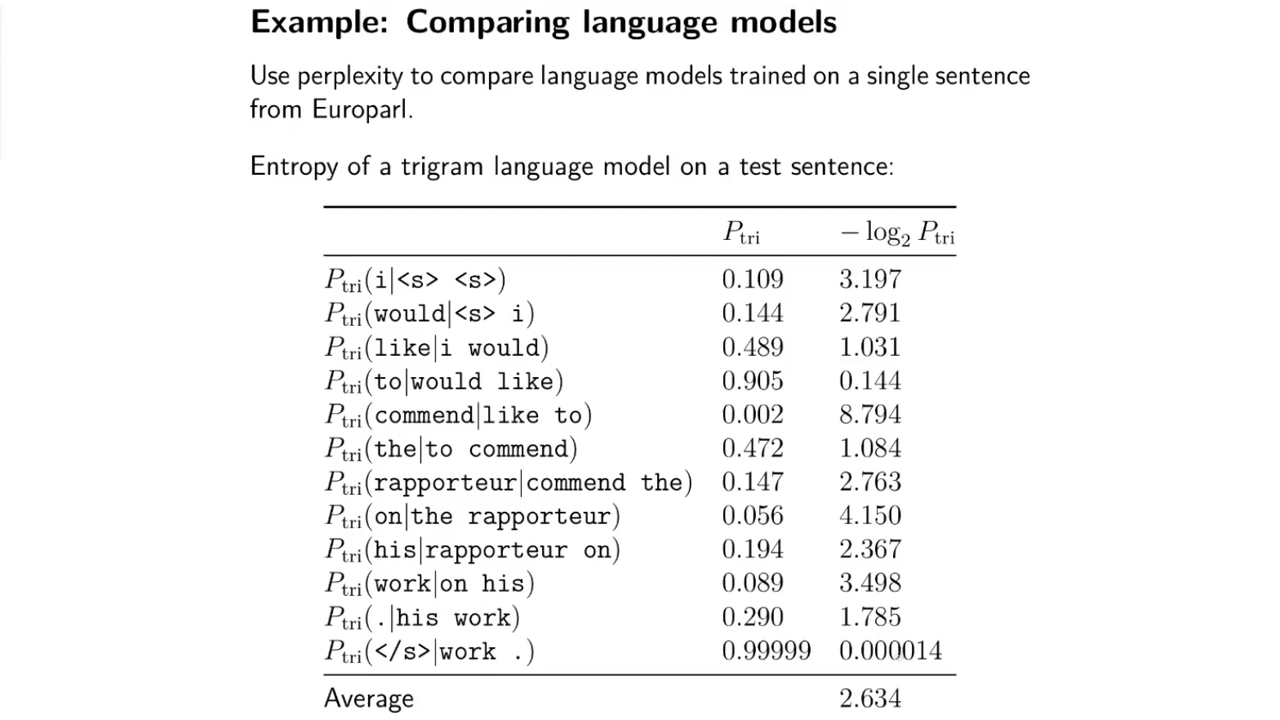 Example: Comparing language models
Use perplexity to compare language models trained on a single sentence
from Europarl.
Entropy of a trigram language model on a test sentence:
P_tri − log₂ P_tri
P_tri(i|<s> <s>) 0.109 3.197
P_tri(would|<s> i) 0.144 2.791
P_tri(like|i would) 0.489 1.031
P_tri(to|would like) 0.905 0.144
P_tri(commend|like to) 0.002 8.794
P_tri(the|to commend) 0.472 1.084
P_tri(rapporteur|commend the) 0.147 2.763
P_tri(on|the rapporteur) 0.056 4.150
P_tri(his|rapporteur on) 0.194 2.367
P_tri(work|on his) 0.089 3.498
P_tri(.|his work) 0.290 1.785
P_tri(</s>|work .) 0.99999 0.000014
Average 2.634